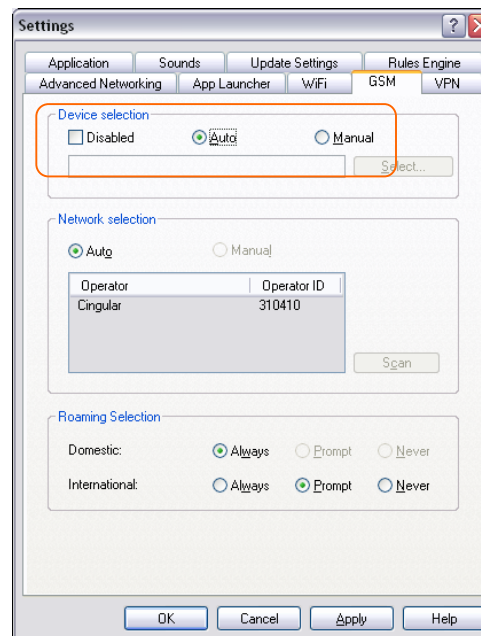 Settings
Application Sounds Update Settings Rules Engine
Advanced Networking App Launcher WiFi GSM VPN
Device selection
Disabled Auto Manual
Select...
Network selection
Auto Manual
Operator Operator ID
Cingular 310410
Scan
Roaming Selection
Domestic: Always Prompt Never
International: Always Prompt Never
OK Cancel Apply Help